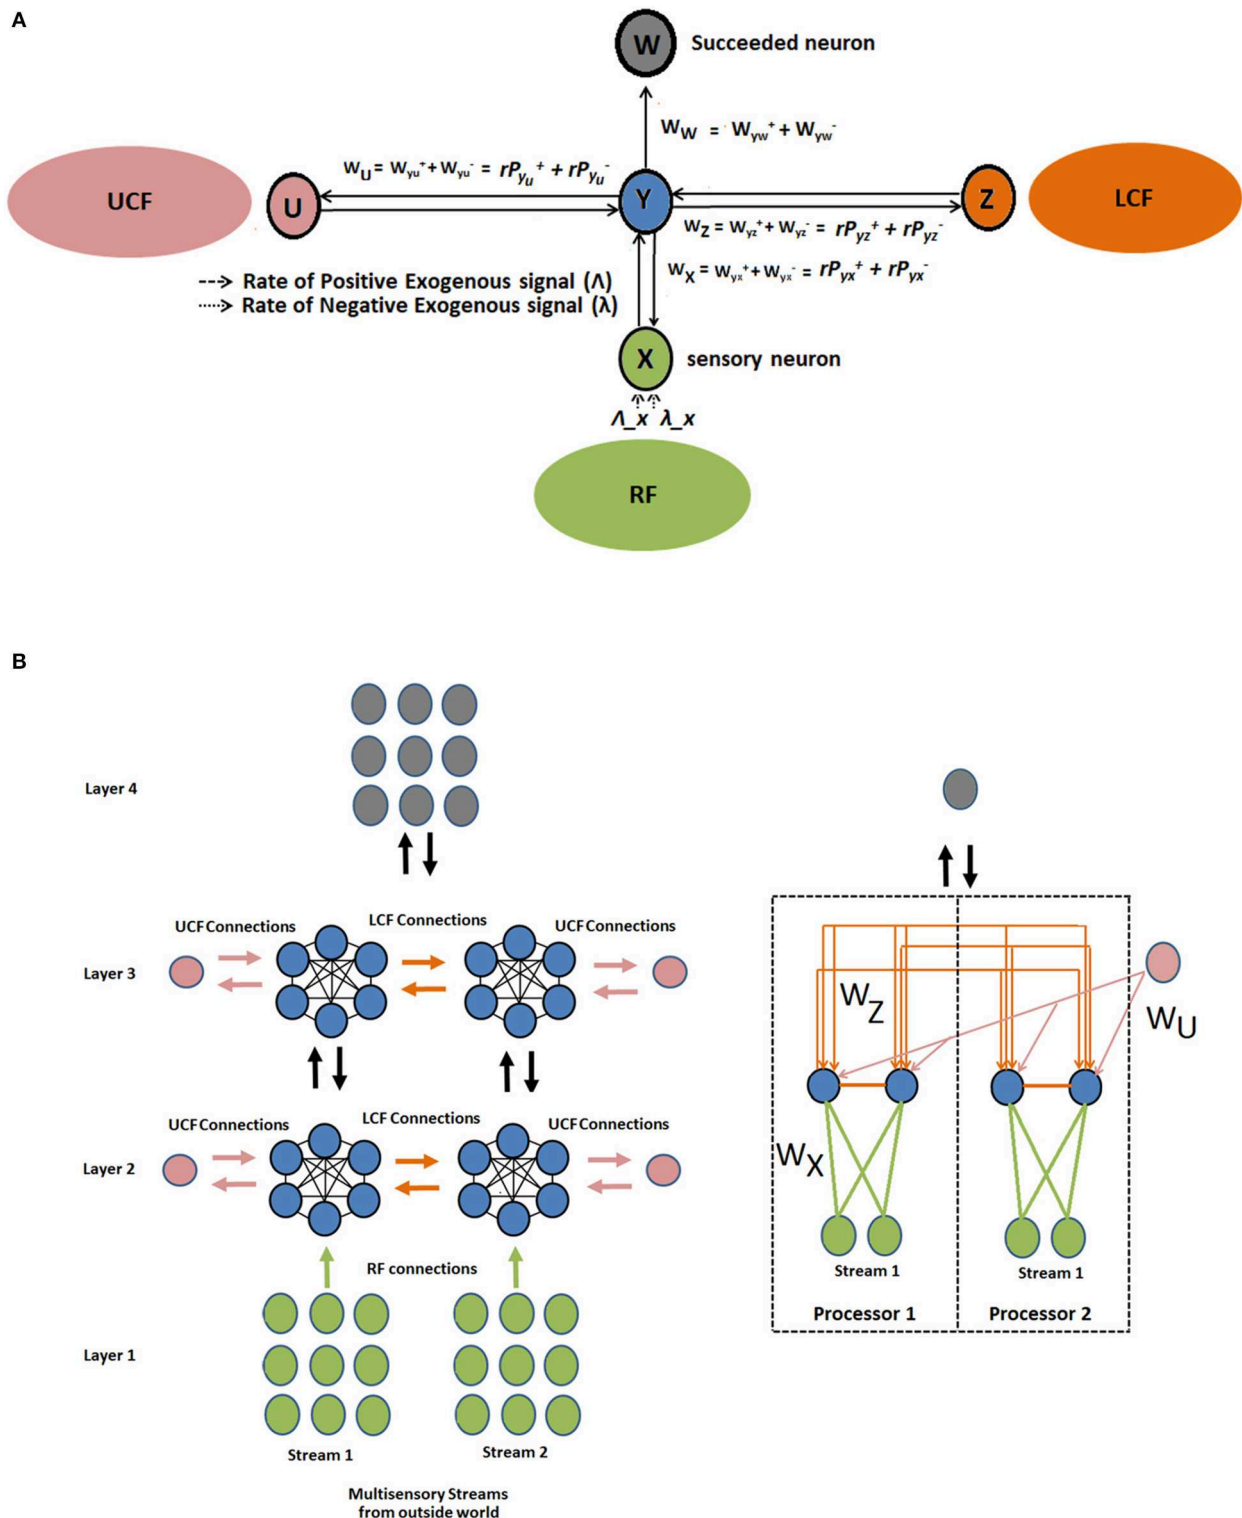 A
W
Succeeded neuron
W_W = W_yw^+ + W_yw^-
UCF
U
W_U = W_yu^+ + W_yu^- = rP_yu^+ + rP_yu^-
Y
Z
LCF
W_Z = W_yz^+ + W_yz^- = rP_yz^+ + rP_yz^-
W_X = W_yx^+ + W_yx^- = rP_yx^+ + rP_yx^-
Rate of Positive Exogenous signal (Λ)
Rate of Negative Exogenous signal (λ)
X
sensory neuron
Λ_x λ_x
RF
B
Layer 4
UCF Connections
LCF Connections
UCF Connections
Layer 3
UCF Connections
LCF Connections
UCF Connections
Layer 2
RF connections
Layer 1
Stream 1
Stream 2
Multisensory Streams
from outside world
W_Z
W_U
W_X
Stream 1
Stream 1
Processor 1
Processor 2